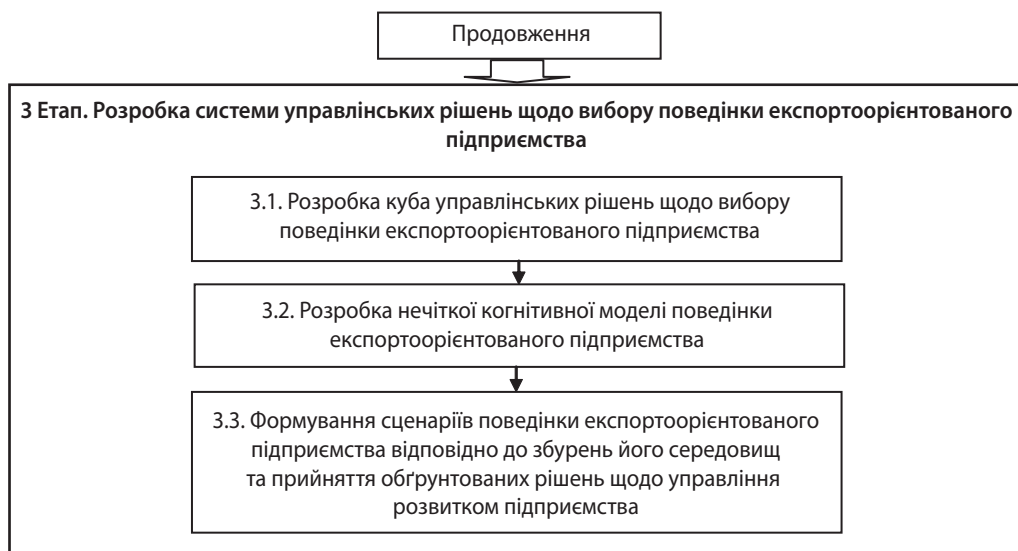 Продовження
3 Етап. Розробка системи управлінських рішень щодо вибору поведінки експортоорієнтованого
підприємства
3.1. Розробка куба управлінських рішень щодо вибору
поведінки експортоорієнтованого підприємства
3.2. Розробка нечіткої когнітивної моделі поведінки
експортоорієнтованого підприємства
3.3. Формування сценаріїв поведінки експортоорієнтованого
підприємства відповідно до збурень його середовищ
та прийняття обґрунтованих рішень щодо управління
розвитком підприємства